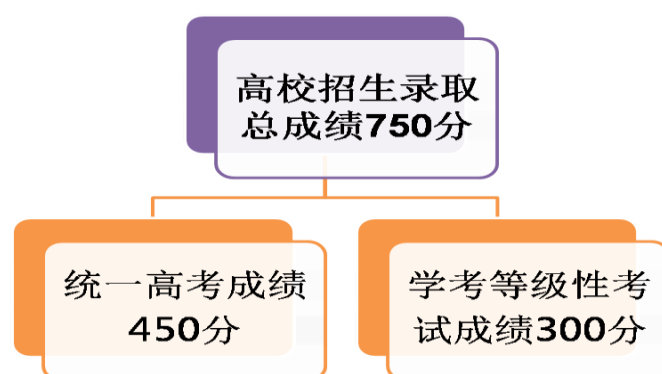 高校招生录取
总成绩750分
统一高考成绩
450分
学考等级性考
试成绩300分